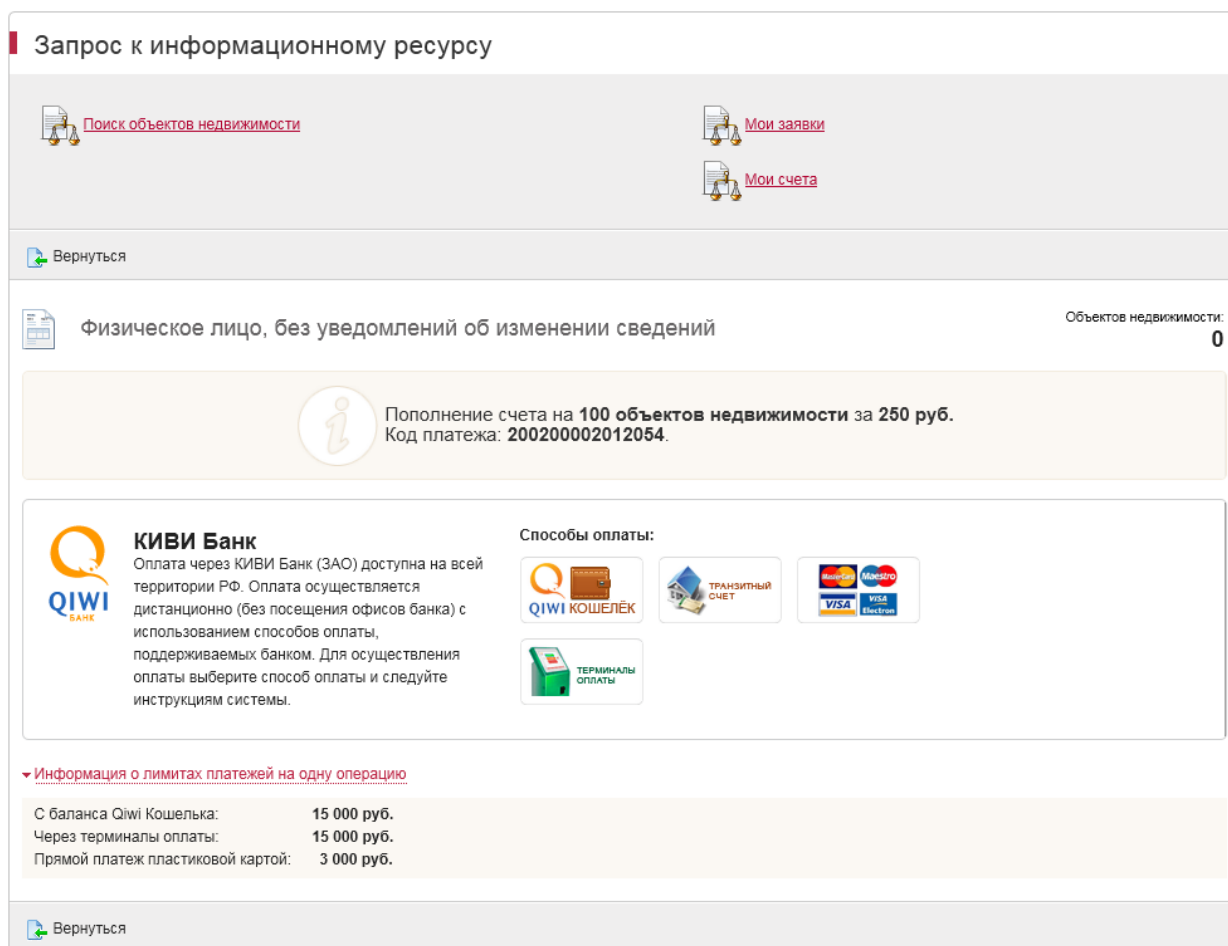 Запрос к информационному ресурсу
Поиск объектов недвижимости
Мои заявки
Мои счета
Вернуться
Физическое лицо, без уведомлений об изменении сведений
Объектов недвижимости:
0
Пополнение счета на 100 объектов недвижимости за 250 руб.
Код платежа: 200200002012054.
QIWI
БАНК
КИВИ Банк
Оплата через КИВИ Банк (ЗАО) доступна на всей
территории РФ. Оплата осуществляется
дистанционно (без посещения офисов банка) с
использованием способов оплаты,
поддерживаемых банком. Для осуществления
оплаты выберите способ оплаты и следуйте
инструкциям системы.
Способы оплаты:
QIWI КОШЕЛЁК
ТРАНЗИТНЫЙ
СЧЕТ
MasterCard Maestro
VISA VISA
Electron
ТЕРМИНАЛЫ
ОПЛАТЫ
Информация о лимитах платежей на одну операцию
С баланса Qiwi Кошелька: 15 000 руб.
Через терминалы оплаты: 15 000 руб.
Прямой платеж пластиковой картой: 3 000 руб.
Вернуться